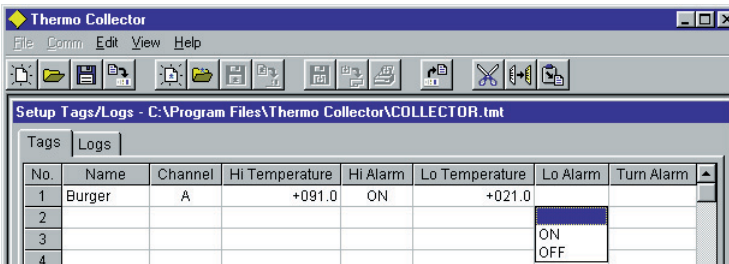 Thermo Collector
File Comm Edit View Help
Setup Tags/Logs - C:\Program Files\Thermo Collector\COLLECTOR.tmt
Tags Logs
No. Name Channel Hi Temperature Hi Alarm Lo Temperature Lo Alarm Turn Alarm
1 Burger A +091.0 ON +021.0
2
3 ON
OFF
4